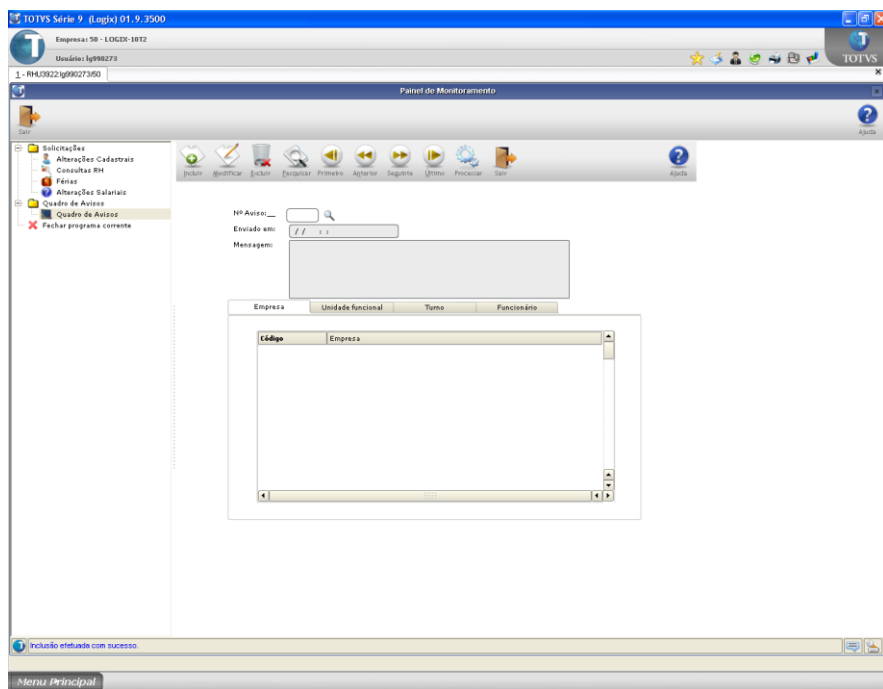 TOTVS Série 9 (Logix) 01.9.3500
Empresa: 50 - LOGIX-10T2
Usuário: lg990273
TOTVS
1 - RHU3922:lg990273/50
Painel de Monitoramento
Sair
Ajuda
Solicitações
Alterações Cadastrais
Consultas RH
Férias
Alterações Salariais
Quadro de Avisos
Quadro de Avisos
Fechar programa corrente
Incluir Modificar Excluir Pesquisar Primeiro Anterior Seguinte Último Processar Sair Ajuda
Nº Aviso:__
Enviado em: / / : :
Mensagem:
Empresa Unidade funcional Turno Funcionário
Código Empresa
Inclusão efetuada com sucesso.
Menu Principal